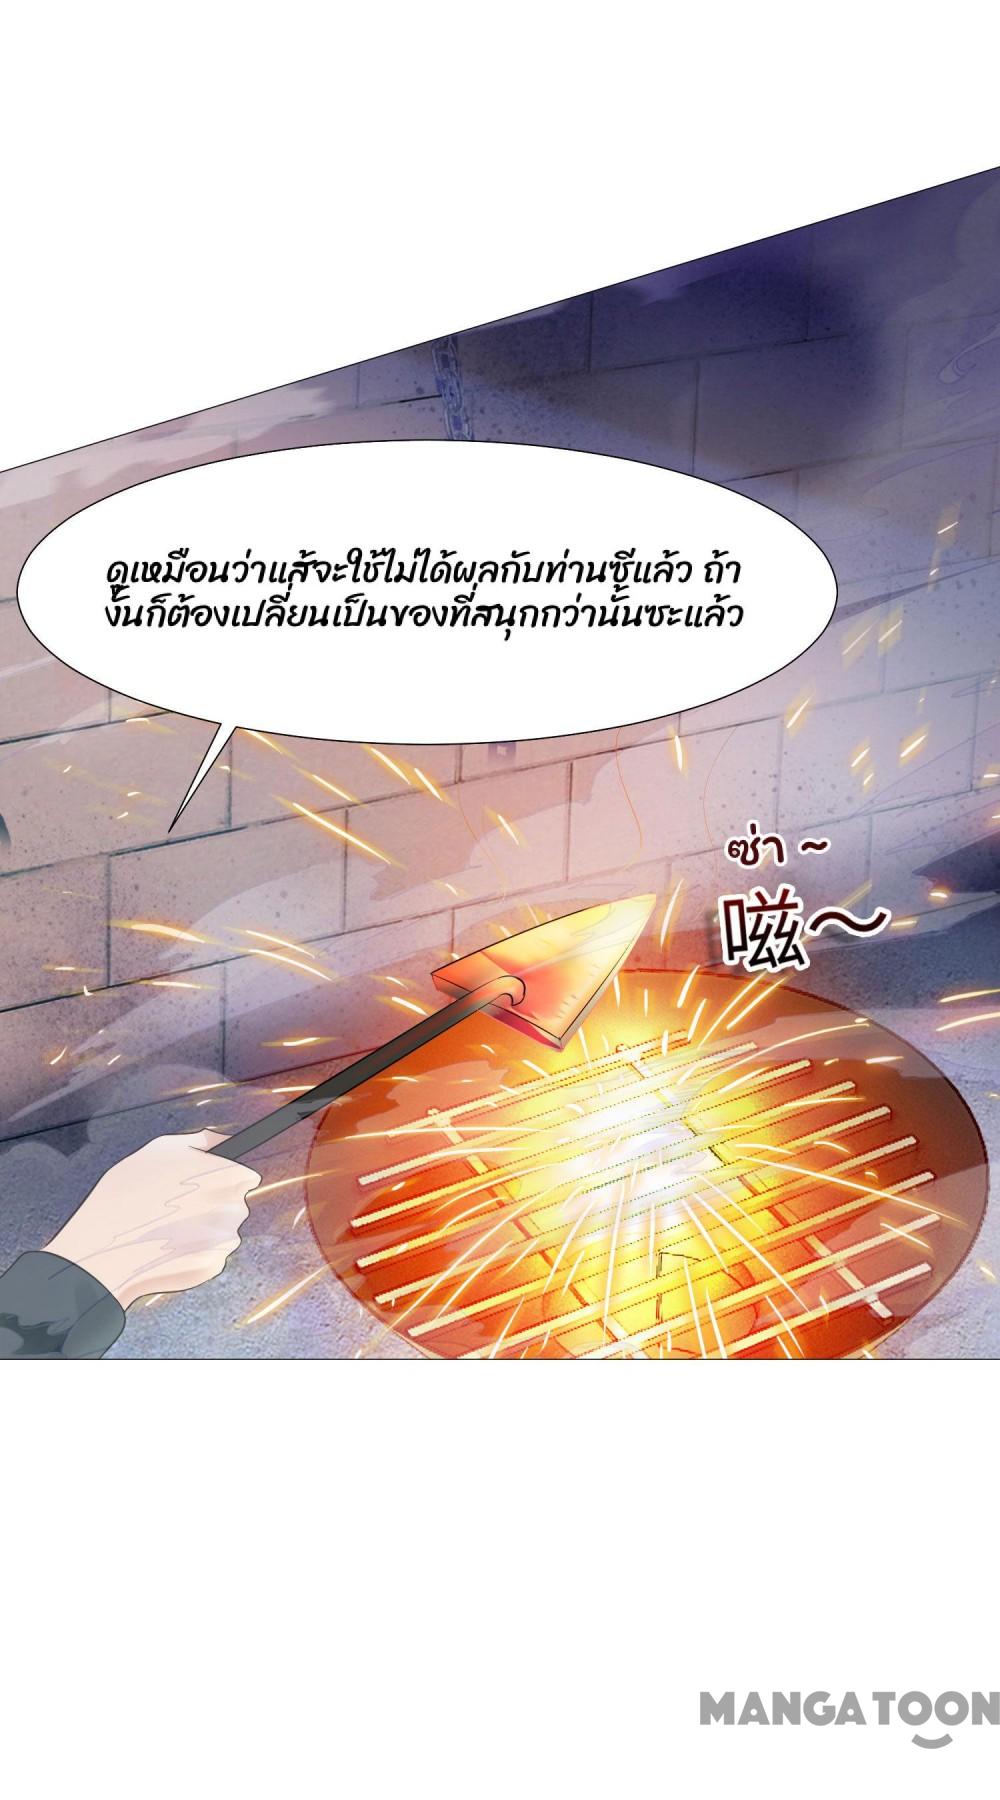 ดูเหมือนว่าแส้จะใช้ไม่ได้ผลกับท่านซีแล้ว ถ้า
งั้นก็ต้องเปลี่ยนเป็นของที่สนุกกว่านั้นซะแล้ว
ซ่า ~
嗞～
MANGATOON